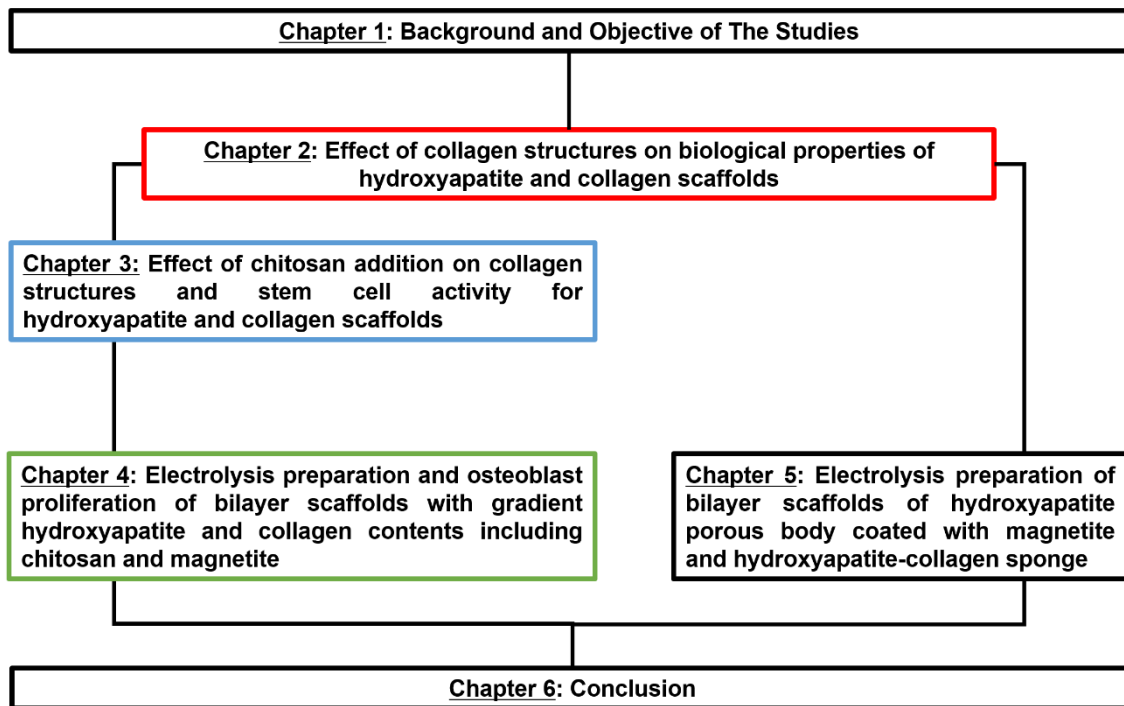 Chapter 1: Background and Objective of The Studies
Chapter 2: Effect of collagen structures on biological properties of
hydroxyapatite and collagen scaffolds
Chapter 3: Effect of chitosan addition on collagen
structures and stem cell activity for
hydroxyapatite and collagen scaffolds
Chapter 4: Electrolysis preparation and osteoblast
proliferation of bilayer scaffolds with gradient
hydroxyapatite and collagen contents including
chitosan and magnetite
Chapter 5: Electrolysis preparation of
bilayer scaffolds of hydroxyapatite
porous body coated with magnetite
and hydroxyapatite-collagen sponge
Chapter 6: Conclusion